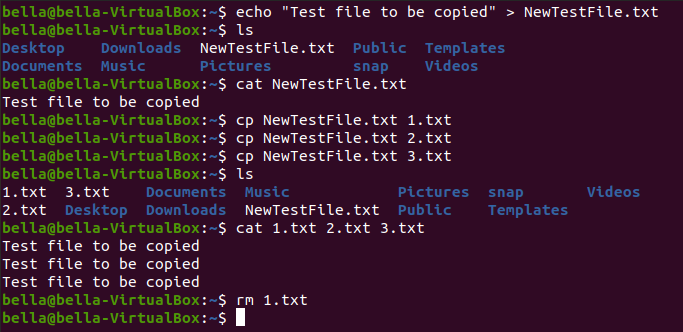 bella@bella-VirtualBox:~$ echo "Test file to be copied" > NewTestFile.txt
bella@bella-VirtualBox:~$ ls
Desktop    Downloads  NewTestFile.txt  Public  Templates
Documents  Music      Pictures         snap    Videos
bella@bella-VirtualBox:~$ cat NewTestFile.txt
Test file to be copied
bella@bella-VirtualBox:~$ cp NewTestFile.txt 1.txt
bella@bella-VirtualBox:~$ cp NewTestFile.txt 2.txt
bella@bella-VirtualBox:~$ cp NewTestFile.txt 3.txt
bella@bella-VirtualBox:~$ ls
1.txt  3.txt    Documents  Music            Pictures  snap       Videos
2.txt  Desktop  Downloads  NewTestFile.txt  Public    Templates
bella@bella-VirtualBox:~$ cat 1.txt 2.txt 3.txt
Test file to be copied
Test file to be copied
Test file to be copied
bella@bella-VirtualBox:~$ rm 1.txt
bella@bella-VirtualBox:~$